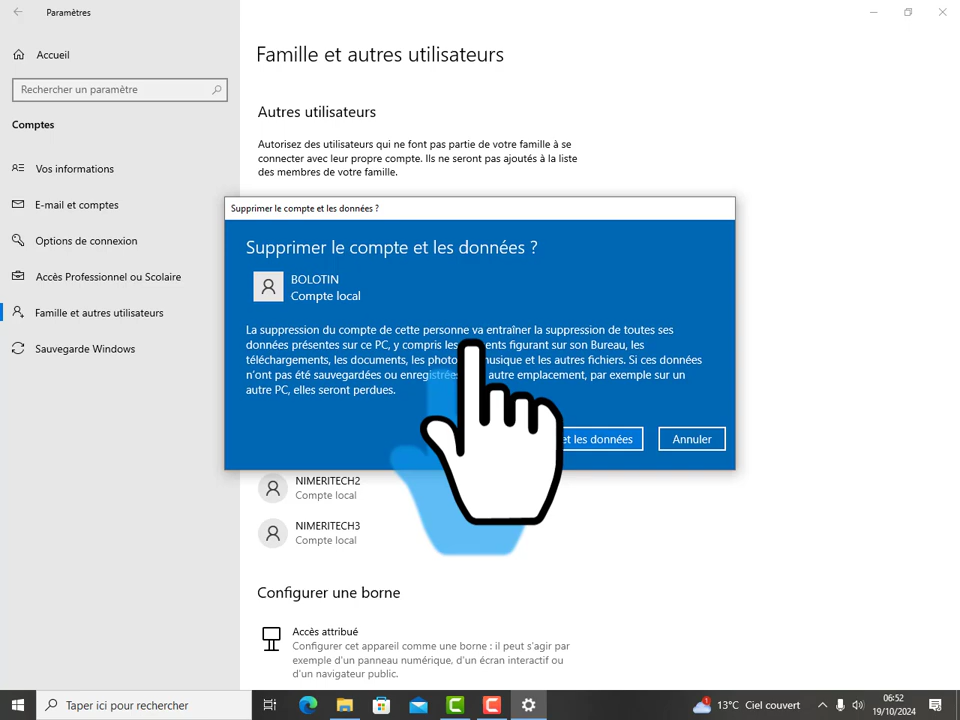 Paramètres
Accueil
Rechercher un paramètre
Comptes
Vos informations
E-mail et comptes
Options de connexion
Accès Professionnel ou Scolaire
Famille et autres utilisateurs
Sauvegarde Windows
Famille et autres utilisateurs
Autres utilisateurs
Autorisez des utilisateurs qui ne font pas partie de votre famille à se
connecter avec leur propre compte. Ils ne seront pas ajoutés à la liste
des membres de votre famille.
Supprimer le compte et les données ?
Supprimer le compte et les données ?
BOLOTIN
Compte local
La suppression du compte de cette personne va entraîner la suppression de toutes ses
données présentes sur ce PC, y compris les figurant sur son Bureau, les
téléchargements, les documents, les musique et les autres fichiers. Si ces données
n'ont pas été sauvegardées ou autre emplacement, par exemple sur un
autre PC, elles seront perdues.
et les données
Annuler
NIMERITECH2
Compte local
NIMERITECH3
Compte local
Configurer une borne
Accès attribué
Configurer cet appareil comme une borne : il peut s'agir par
exemple d'un panneau numérique, d'un écran interactif ou
d'un navigateur public.
Taper ici pour rechercher
1
13°C Ciel couvert
06:52
19/10/2024